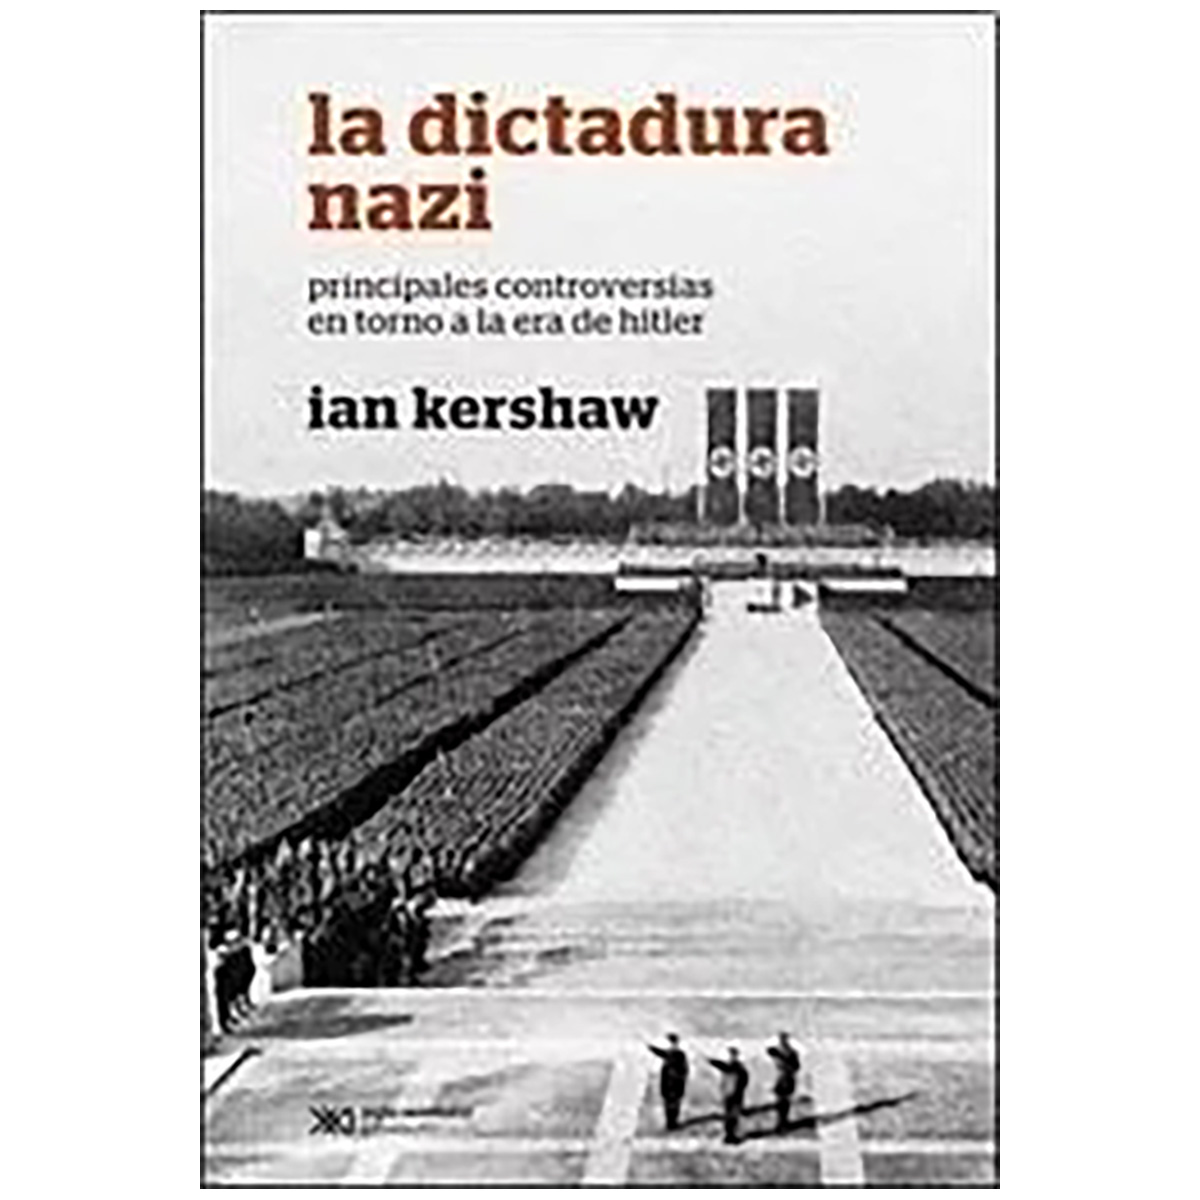 la dictadura
nazi
principales controversias
en torno a la era de hitler
ian kershaw